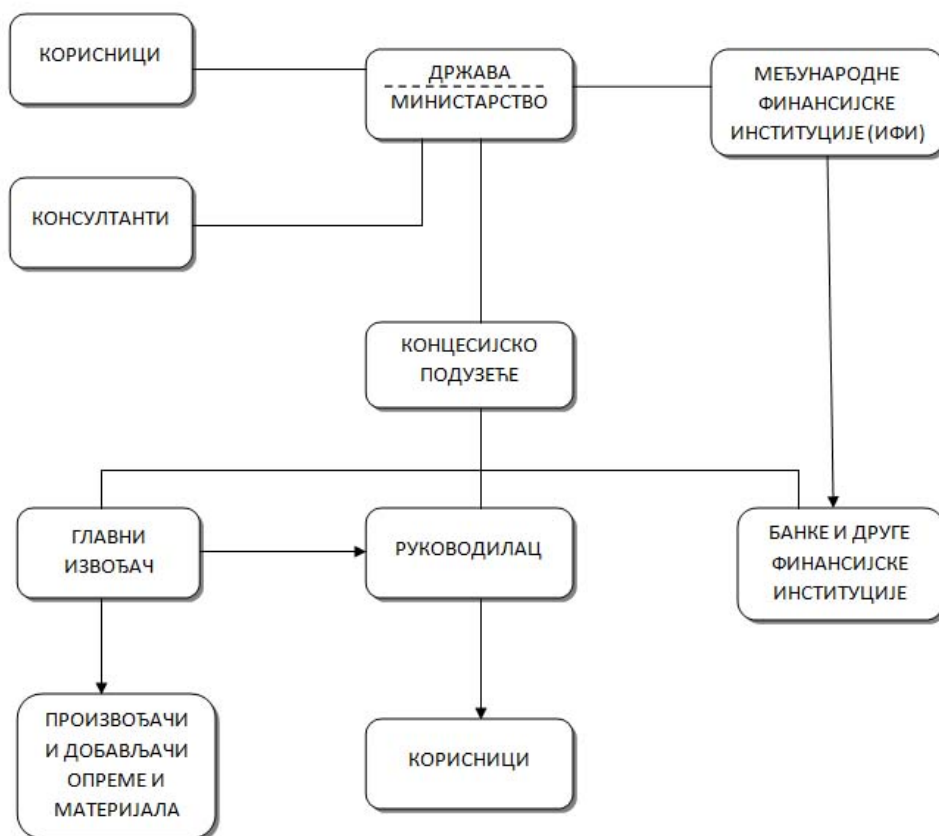 КОРИСНИЦИ
ДРЖАВА
МИНИСТАРСТВО
МЕЂУНАРОДНЕ
ФИНАНСИЈСКЕ
ИНСТИТУЦИЈЕ (ИФИ)
КОНСУЛТАНТИ
КОНЦЕСИЈСКО
ПОДУЗЕЋЕ
ГЛАВНИ
ИЗВОЂАЧ
РУКОВОДИЛАЦ
БАНКЕ И ДРУГЕ
ФИНАНСИЈСКЕ
ИНСТИТУЦИЈЕ
ПРОИЗВОЂАЧИ
И ДОБАВЉАЧИ
ОПРЕМЕ И
МАТЕРИЈАЛА
КОРИСНИЦИ